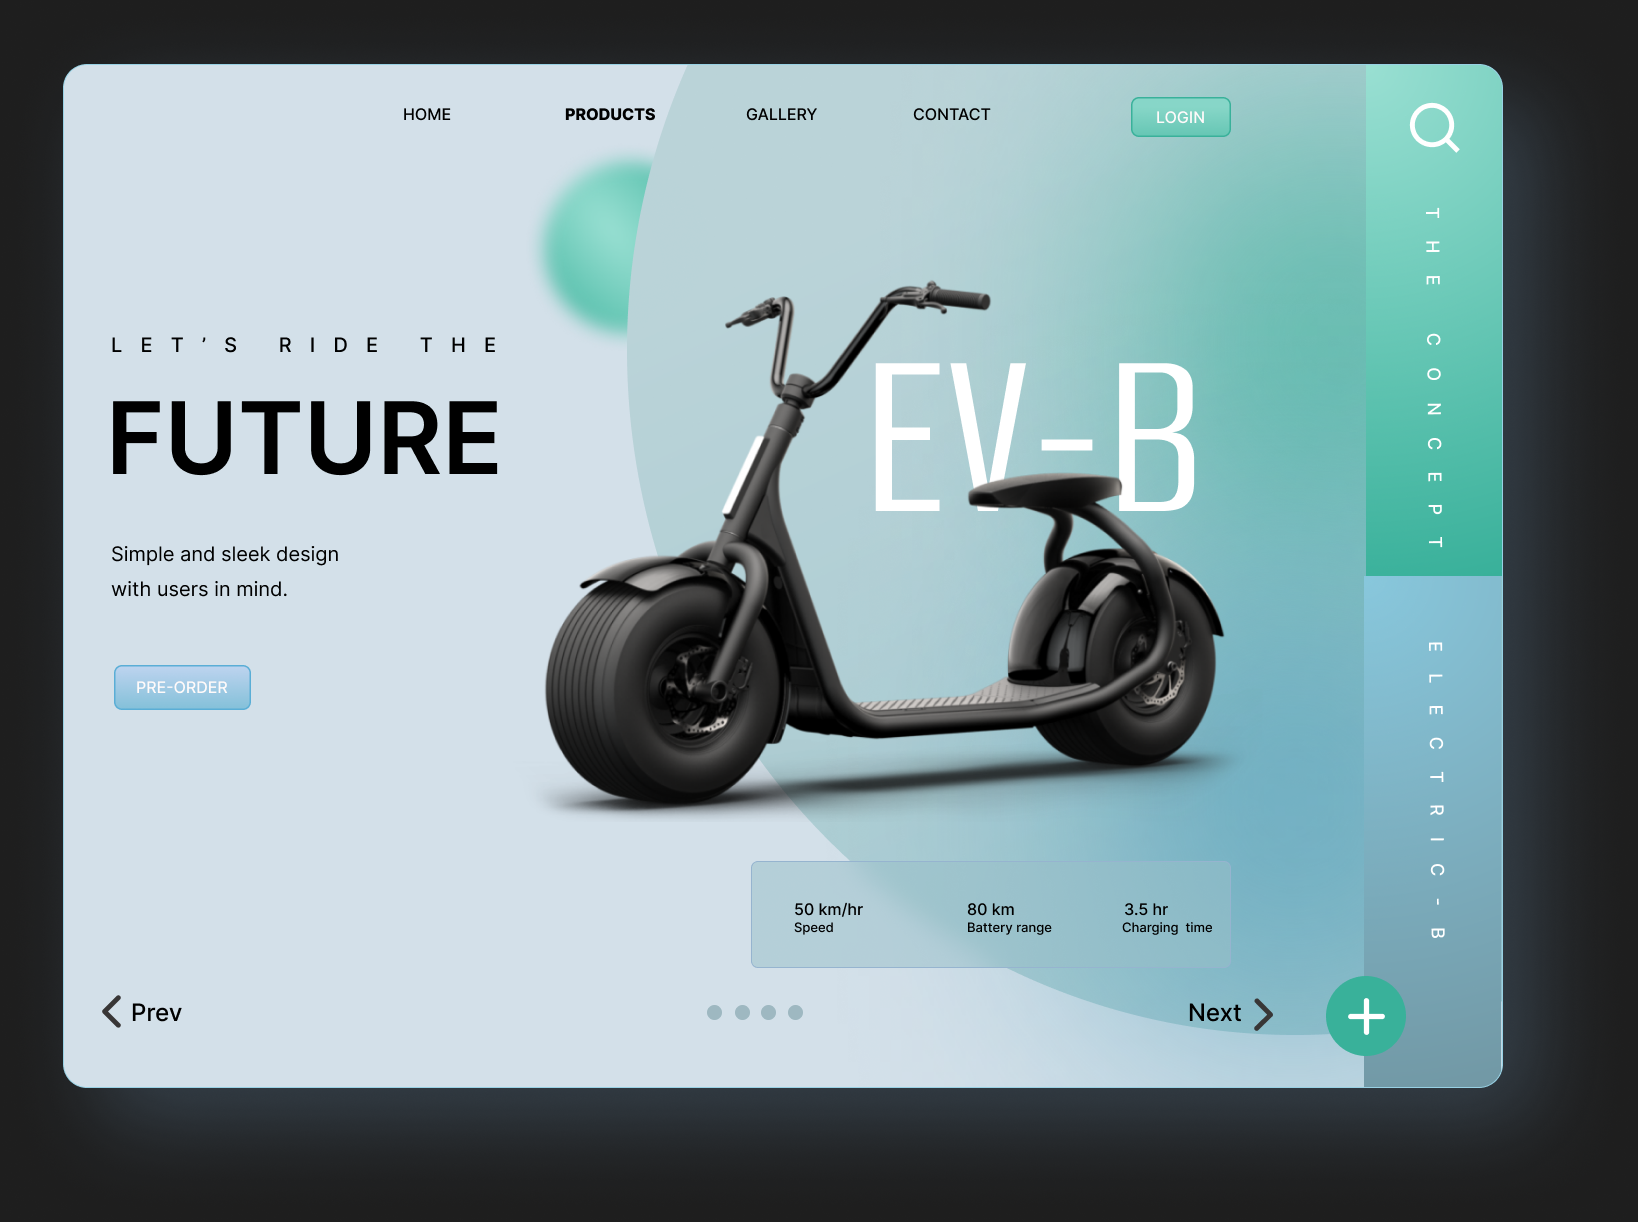 HOME
PRODUCTS
GALLERY
CONTACT
LOGIN
THE CONCEPT
LET’S RIDE THE
FUTURE
EV-B
Simple and sleek design
with users in mind.
PRE-ORDER
ELECTRIC-B
50 km/hr
Speed
80 km
Battery range
3.5 hr
Charging time
Prev
Next